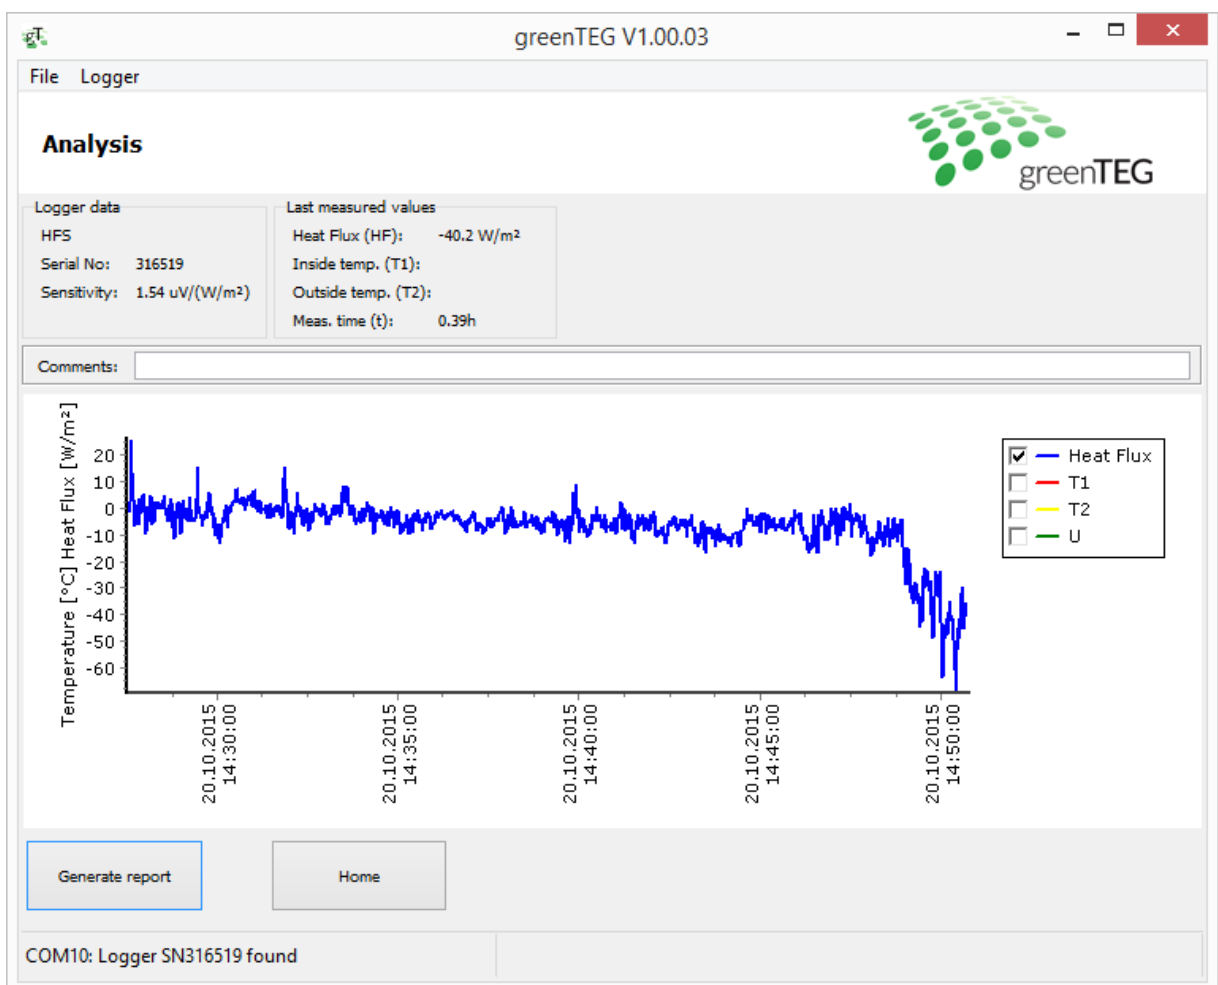 gT
greenTEG V1.00.03
File Logger
Analysis
greenTEG
Logger data
HFS
Serial No: 316519
Sensitivity: 1.54 uV/(W/m²)
Last measured values
Heat Flux (HF): -40.2 W/m²
Inside temp. (T1):
Outside temp. (T2):
Meas. time (t): 0.39h
Comments:
Temperature [°C] Heat Flux [W/m²]
20
10
0
-10
-20
-30
-40
-50
-60
20.10.2015
14:30:00
20.10.2015
14:35:00
20.10.2015
14:40:00
20.10.2015
14:45:00
20.10.2015
14:50:00
Heat Flux
T1
T2
U
Generate report
Home
COM10: Logger SN316519 found